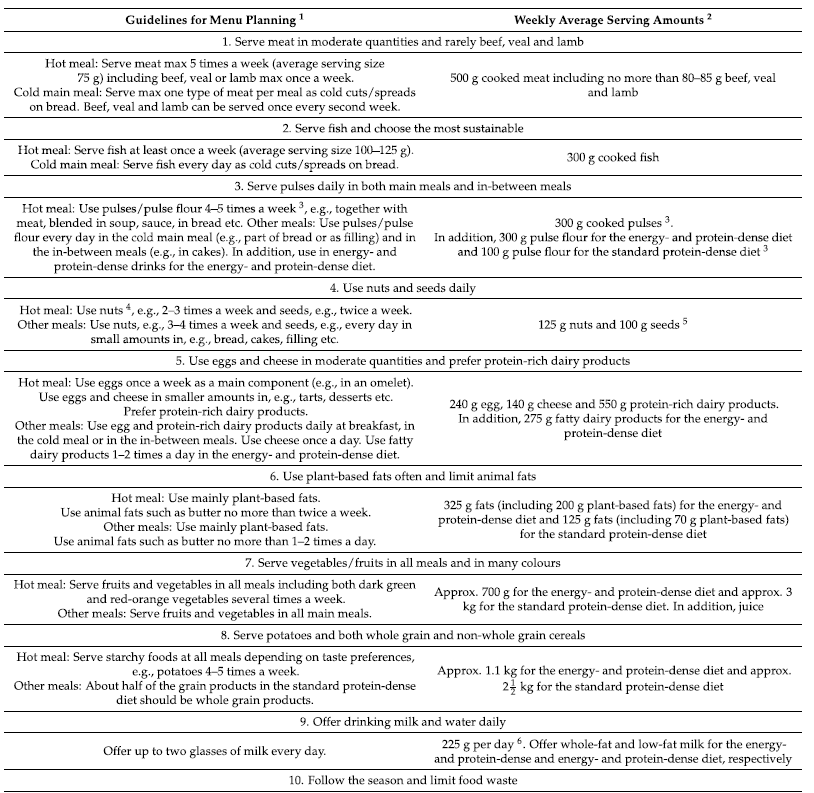 Guidelines for Menu Planning 1
Weekly Average Serving Amounts 2
1. Serve meat in moderate quantities and rarely beef, veal and lamb
Hot meal: Serve meat max 5 times a week (average serving size
75 g) including beef, veal or lamb max once a week.
Cold main meal: Serve max one type of meat per meal as cold cuts/spreads
on bread. Beef, veal and lamb can be served once every second week.
500 g cooked meat including no more than 80–85 g beef, veal
and lamb
2. Serve fish and choose the most sustainable
Hot meal: Serve fish at least once a week (average serving size 100–125 g).
Cold main meal: Serve fish every day as cold cuts/spreads on bread.
300 g cooked fish
3. Serve pulses daily in both main meals and in-between meals
Hot meal: Use pulses/pulse flour 4–5 times a week 3, e.g., together with
meat, blended in soup, sauce, in bread etc. Other meals: Use pulses/pulse
flour every day in the cold main meal (e.g., part of bread or as filling) and in
the in-between meals (e.g., in cakes). In addition, use in energy- and
protein-dense drinks for the energy- and protein-dense diet.
300 g cooked pulses 3.
In addition, 300 g pulse flour for the energy- and protein-dense diet
and 100 g pulse flour for the standard protein-dense diet 3
4. Use nuts and seeds daily
Hot meal: Use nuts 4, e.g., 2–3 times a week and seeds, e.g., twice a week.
Other meals: Use nuts, e.g., 3–4 times a week and seeds, e.g., every day in
small amounts in, e.g., bread, cakes, filling etc.
125 g nuts and 100 g seeds 5
5. Use eggs and cheese in moderate quantities and prefer protein-rich dairy products
Hot meal: Use eggs once a week as a main component (e.g., in an omelet).
Use eggs and cheese in smaller amounts in, e.g., tarts, desserts etc.
Prefer protein-rich dairy products.
Other meals: Use egg and protein-rich dairy products daily at breakfast, in
the cold meal or in the in-between meals. Use cheese once a day. Use fatty
dairy products 1–2 times a day in the energy- and protein-dense diet.
240 g egg, 140 g cheese and 550 g protein-rich dairy products.
In addition, 275 g fatty dairy products for the energy- and
protein-dense diet
6. Use plant-based fats often and limit animal fats
Hot meal: Use mainly plant-based fats.
Use animal fats such as butter no more than twice a week.
Other meals: Use mainly plant-based fats.
Use animal fats such as butter no more than 1–2 times a day.
325 g fats (including 200 g plant-based fats) for the energy- and
protein-dense diet and 125 g fats (including 70 g plant-based fats)
for the standard protein-dense diet
7. Serve vegetables/fruits in all meals and in many colours
Hot meal: Serve fruits and vegetables in all meals including both dark green
and red-orange vegetables several times a week.
Other meals: Serve fruits and vegetables in all main meals.
Approx. 700 g for the energy- and protein-dense diet and approx. 3
kg for the standard protein-dense diet. In addition, juice
8. Serve potatoes and both whole grain and non-whole grain cereals
Hot meal: Serve starchy foods at all meals depending on taste preferences,
e.g., potatoes 4–5 times a week.
Other meals: About half of the grain products in the standard protein-dense
diet should be whole grain products.
Approx. 1.1 kg for the energy- and protein-dense diet and approx.
2½ kg for the standard protein-dense diet
9. Offer drinking milk and water daily
Offer up to two glasses of milk every day.
225 g per day 6. Offer whole-fat and low-fat milk for the energy-
and protein-dense and energy- and protein-dense diet, respectively
10. Follow the season and limit food waste